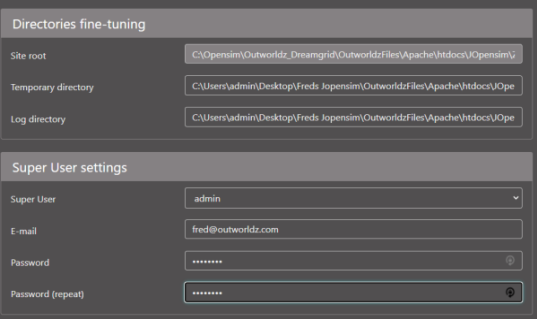 Directories fine-tuning
Site root C:\Opensim\Outworldz_Dreamgrid\OutworldzFiles\Apache\htdocs\JOpensim\
Temporary directory C:\Users\admin\Desktop\Freds Jopensim\OutworldzFiles\Apache\htdocs\JOpe
Log directory C:\Users\admin\Desktop\Freds Jopensim\OutworldzFiles\Apache\htdocs\JOpe
Super User settings
Super User admin
E-mail fred@outworldz.com
Password ••••••••
Password (repeat) ••••••••